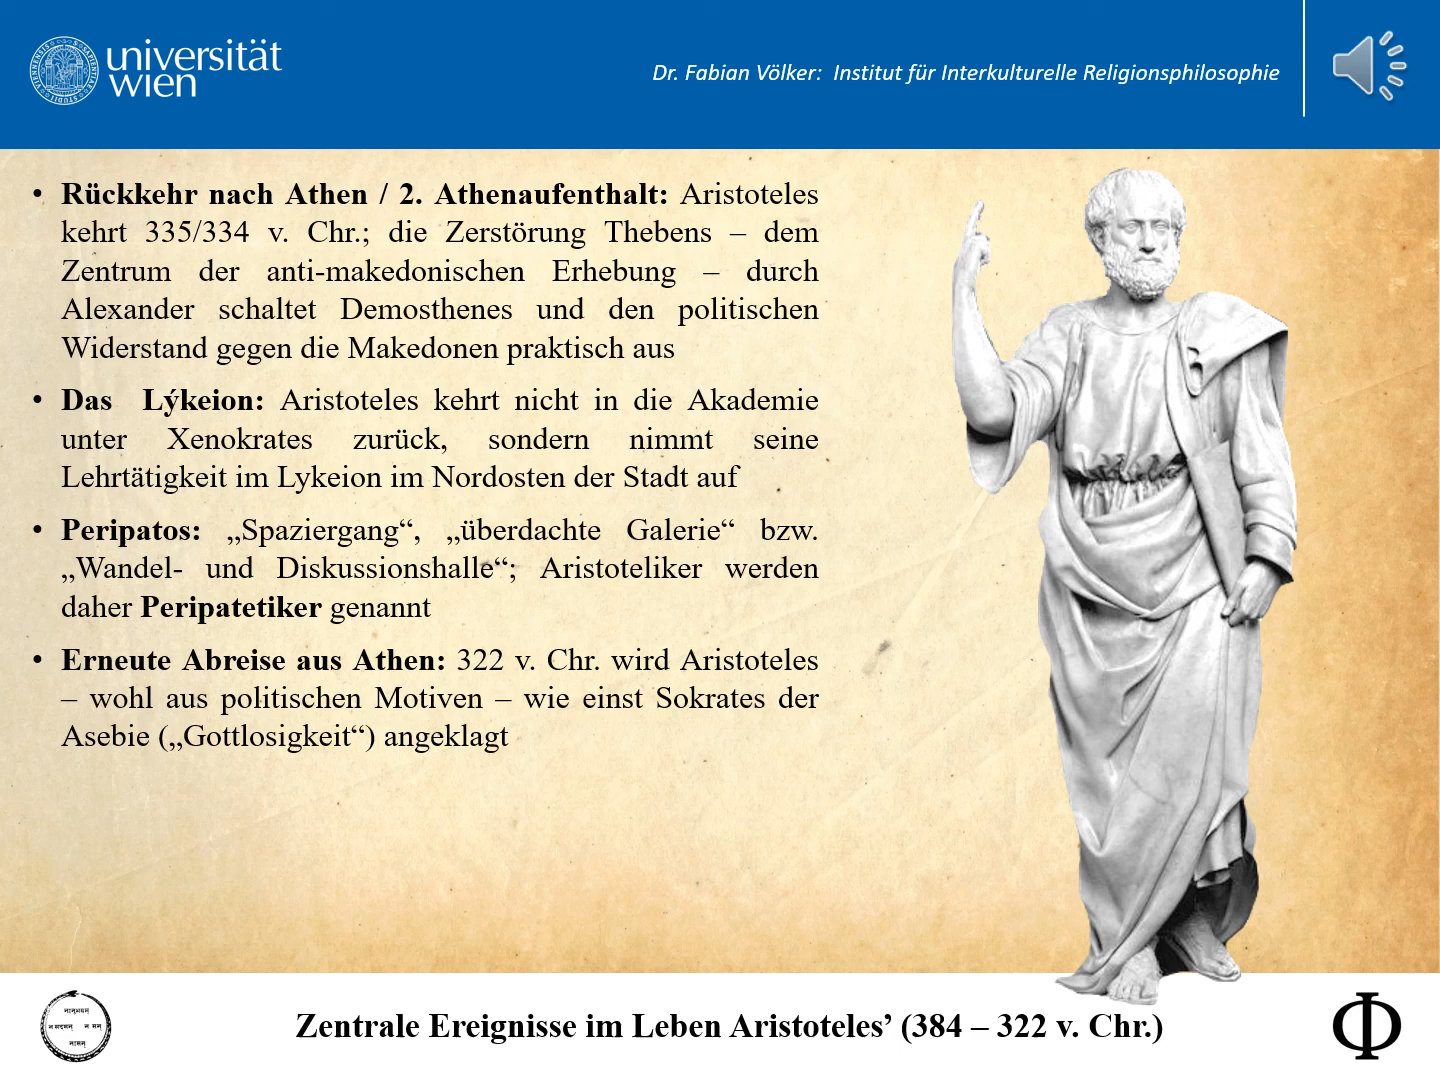 universität
wien
Dr. Fabian Völker: Institut für Interkulturelle Religionsphilosophie
• Rückkehr nach Athen / 2. Athenaufenthalt: Aristoteles
kehrt 335/334 v. Chr.; die Zerstörung Thebens – dem
Zentrum der anti-makedonischen Erhebung – durch
Alexander schaltet Demosthenes und den politischen
Widerstand gegen die Makedonen praktisch aus
• Das Lýkeion: Aristoteles kehrt nicht in die Akademie
unter Xenokrates zurück, sondern nimmt seine
Lehrtätigkeit im Lykeion im Nordosten der Stadt auf
• Peripatos: „Spaziergang“, „überdachte Galerie“ bzw.
„Wandel- und Diskussionshalle“; Aristoteliker werden
daher Peripatetiker genannt
• Erneute Abreise aus Athen: 322 v. Chr. wird Aristoteles
– wohl aus politischen Motiven – wie einst Sokrates der
Asebie („Gottlosigkeit“) angeklagt
Zentrale Ereignisse im Leben Aristoteles’ (384 – 322 v. Chr.)
Φ